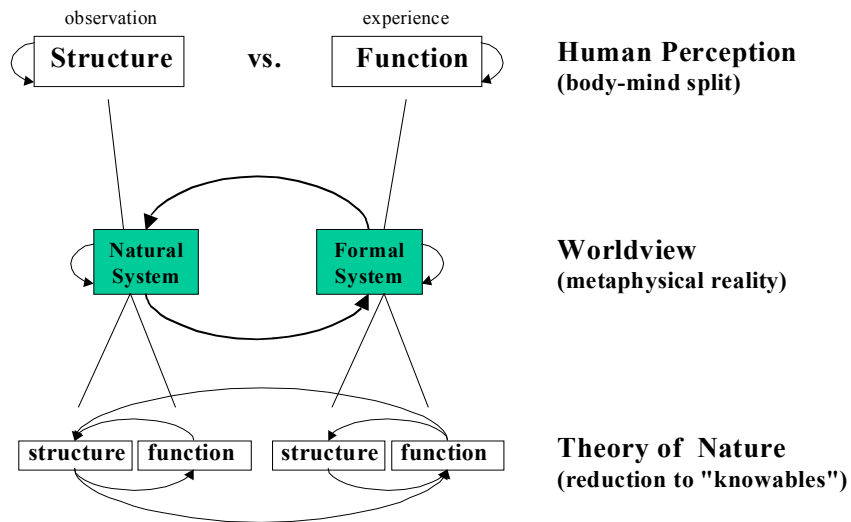 observation
experience
Structure
vs.
Function
Human Perception
(body-mind split)
Natural
System
Formal
System
Worldview
(metaphysical reality)
structure
function
structure
function
Theory of Nature
(reduction to "knowables")